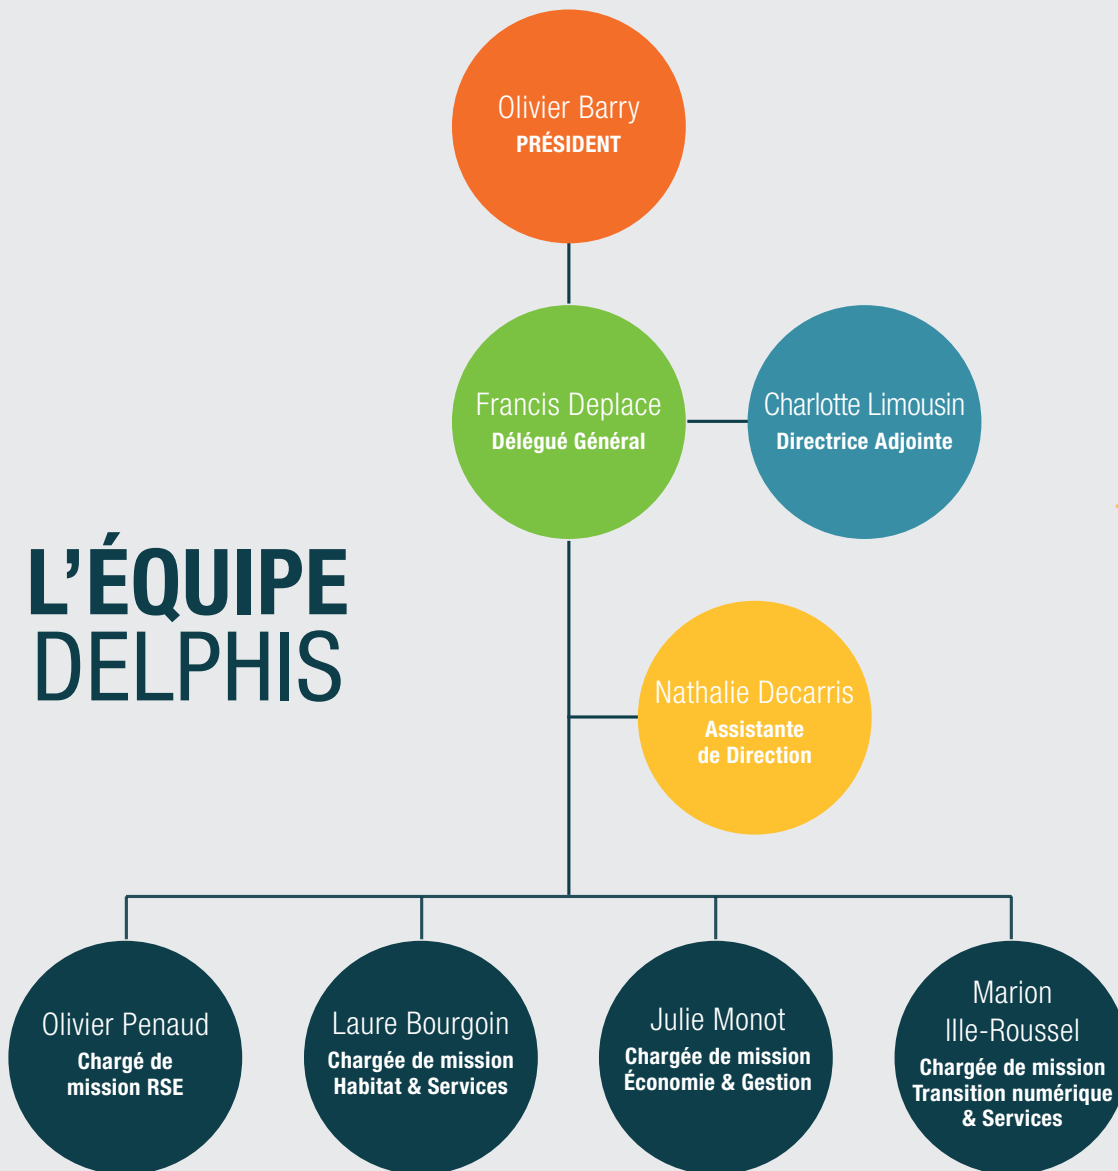 Olivier Barry
PRÉSIDENT
Francis Deplace
Délégué Général
Charlotte Limousin
Directrice Adjointe
L’ÉQUIPE
DELPHIS
Nathalie Decarris
Assistante
de Direction
Olivier Penaud
Chargé de
mission RSE
Laure Bourgoin
Chargée de mission
Habitat & Services
Julie Monot
Chargée de mission
Économie & Gestion
Marion
Ille-Roussel
Chargée de mission
Transition numérique
& Services